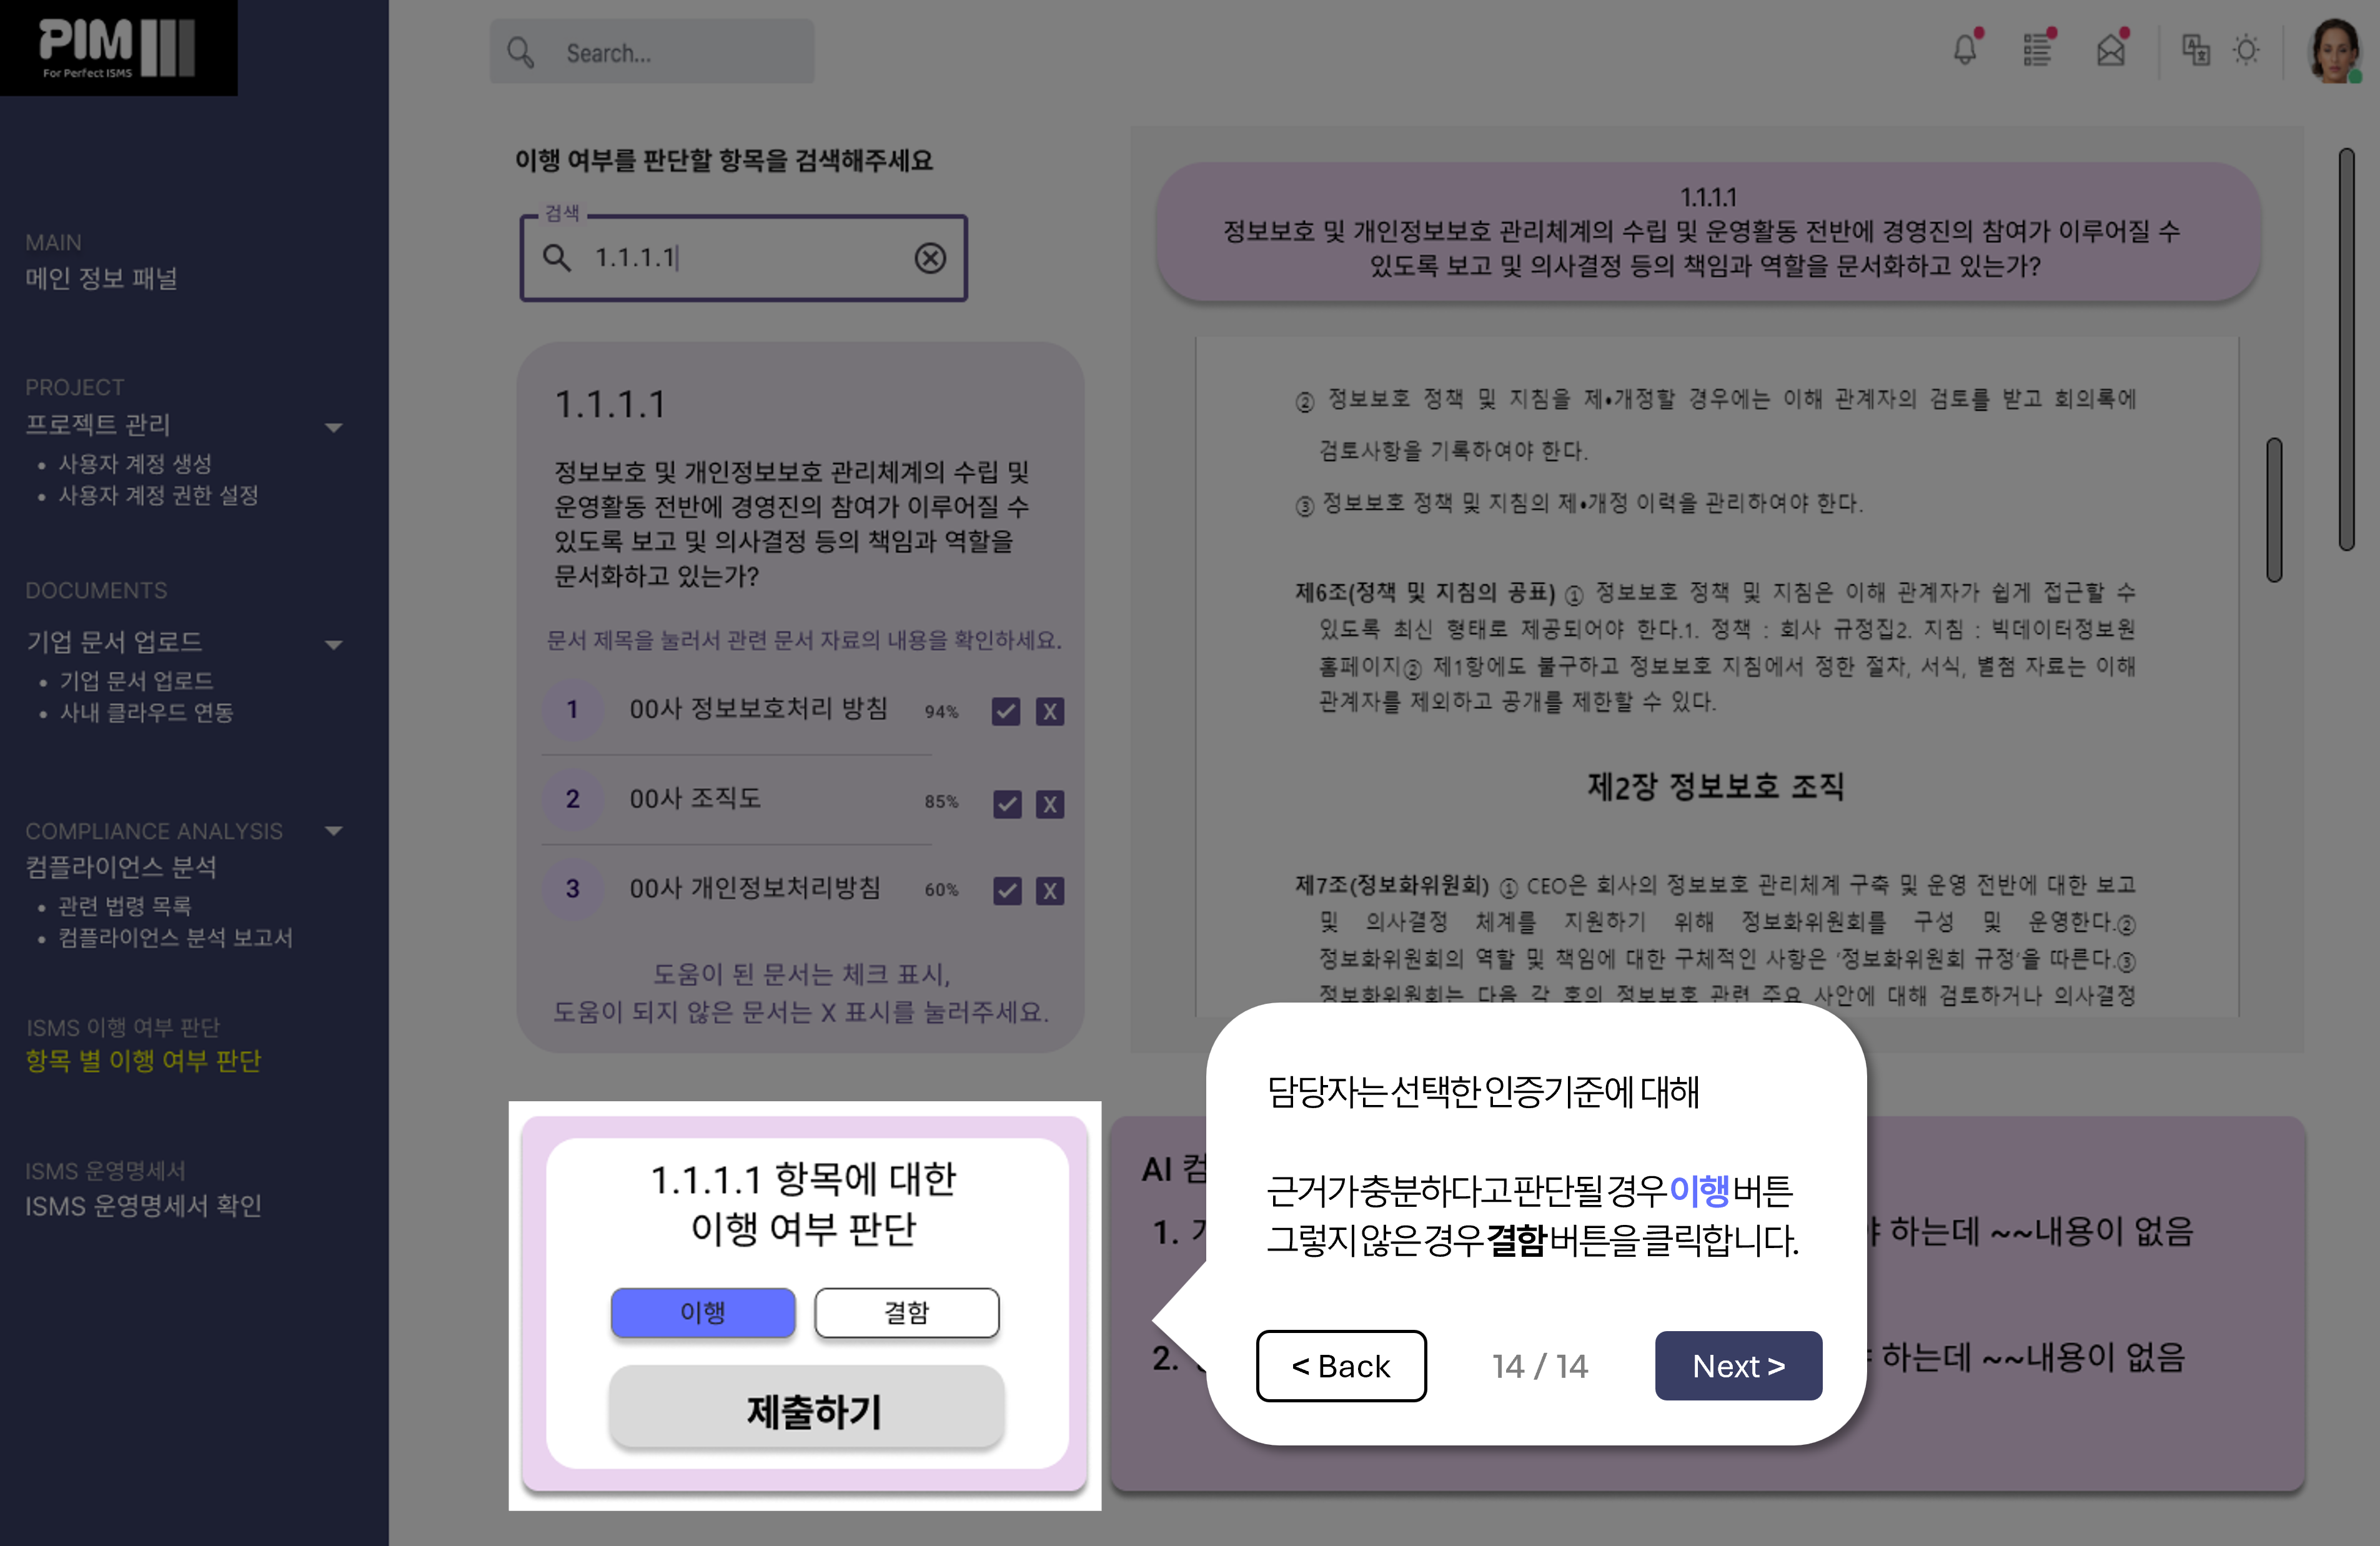 PIM
For Perfect ISMS
Search...
MAIN
메인 정보 패널
PROJECT
프로젝트 관리
• 사용자 계정 생성
• 사용자 계정 권한 설정
DOCUMENTS
기업 문서 업로드
• 기업 문서 업로드
• 사내 클라우드 연동
COMPLIANCE ANALYSIS
컴플라이언스 분석
• 관련 법령 목록
• 컴플라이언스 분석 보고서
ISMS 이행 여부 판단
항목 별 이행 여부 판단
ISMS 운영명세서
ISMS 운영명세서 확인
이행 여부를 판단할 항목을 검색해주세요
검색
1.1.1.1
1.1.1.1
정보보호 및 개인정보보호 관리체계의 수립 및
운영활동 전반에 경영진의 참여가 이루어질 수
있도록 보고 및 의사결정 등의 책임과 역할을
문서화하고 있는가?
문서 제목을 눌러서 관련 문서 자료의 내용을 확인하세요.
1 00사 정보보호처리 방침 94% X
2 00사 조직도 85% X
3 00사 개인정보처리방침 60% X
도움이 된 문서는 체크 표시,
도움이 되지 않은 문서는 X 표시를 눌러주세요.
1.1.1.1
정보보호 및 개인정보보호 관리체계의 수립 및 운영활동 전반에 경영진의 참여가 이루어질 수
있도록 보고 및 의사결정 등의 책임과 역할을 문서화하고 있는가?
② 정보보호 정책 및 지침을 제•개정할 경우에는 이해 관계자의 검토를 받고 회의록에
검토사항을 기록하여야 한다.
③ 정보보호 정책 및 지침의 제•개정 이력을 관리하여야 한다.
제6조(정책 및 지침의 공표) ① 정보보호 정책 및 지침은 이해 관계자가 쉽게 접근할 수
있도록 최신 형태로 제공되어야 한다.1. 정책 : 회사 규정집2. 지침 : 빅데이터정보원
홈페이지② 제1항에도 불구하고 정보보호 지침에서 정한 절차, 서식, 별첨 자료는 이해
관계자를 제외하고 공개를 제한할 수 있다.
제2장 정보보호 조직
제7조(정보화위원회) ① CEO은 회사의 정보보호 관리체계 구축 및 운영 전반에 대한 보고
및 의사결정 체계를 지원하기 위해 정보화위원회를 구성 및 운영한다.②
정보화위원회의 역할 및 책임에 대한 구체적인 사항은 '정보화위원회 규정'을 따른다.③
정보화위원회는 다음 각 호의 정보보호 관련 주요 사안에 대해 검토하거나 의사결정
1.1.1.1 항목에 대한
이행 여부 판단
이행 결함
제출하기
AI 컴
1.
하는데 ~~내용이 없음
2.
하는데 ~~내용이 없음
담당자는 선택한 인증기준에 대해
근거가 충분하다고 판단될 경우 이행 버튼
그렇지 않은 경우 결함 버튼을 클릭합니다.
< Back 14 / 14 Next >